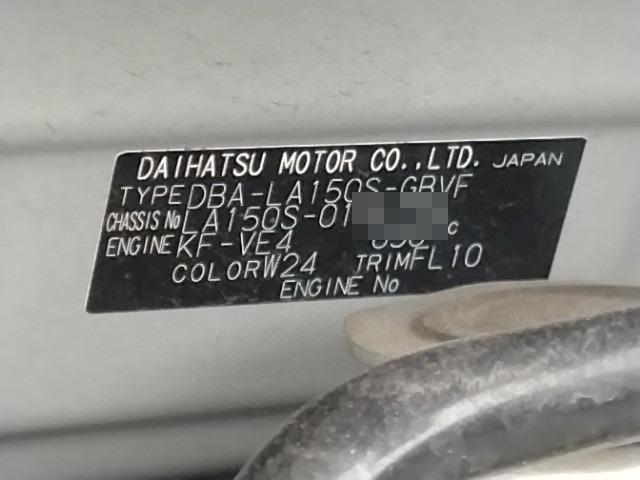 DAIHATSU MOTOR CO.,LTD. JAPAN
TYPE DBA-LA150S-GBVF
CHASSIS No LA150S-01
ENGINE KF-VE4 c
COLOR W24 TRIM FL10
ENGINE No